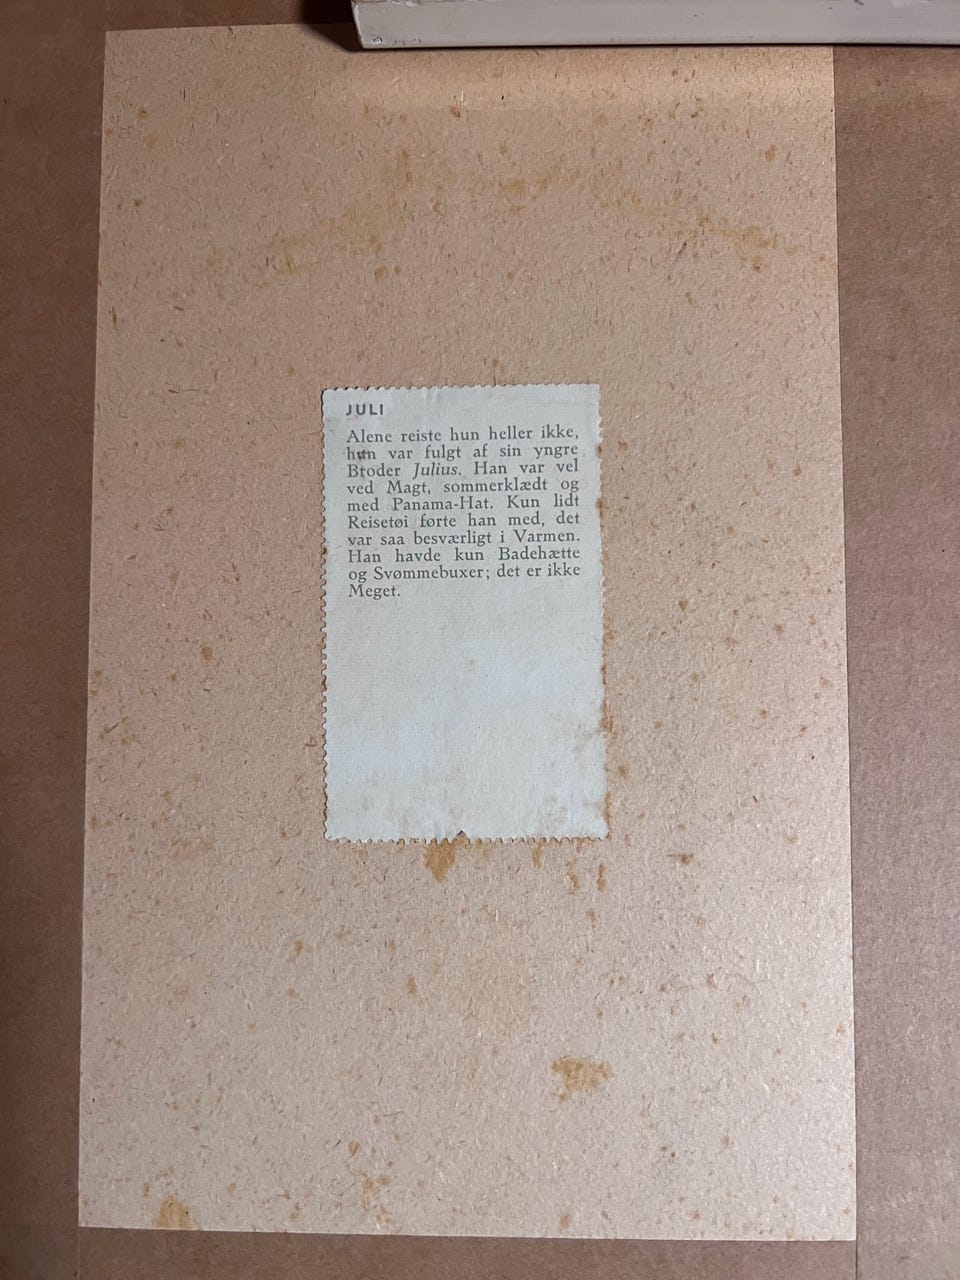 JULI
Alene reiste hun heller ikke,
hun var fulgt af sin yngre
Broder Julius. Han var vel
ved Magt, sommerklædt og
med Panama-Hat. Kun lidt
Reisetøi førte han med, det
var saa besværligt i Varmen.
Han havde kun Badehætte
og Svømmebuxer; det er ikke
Meget.